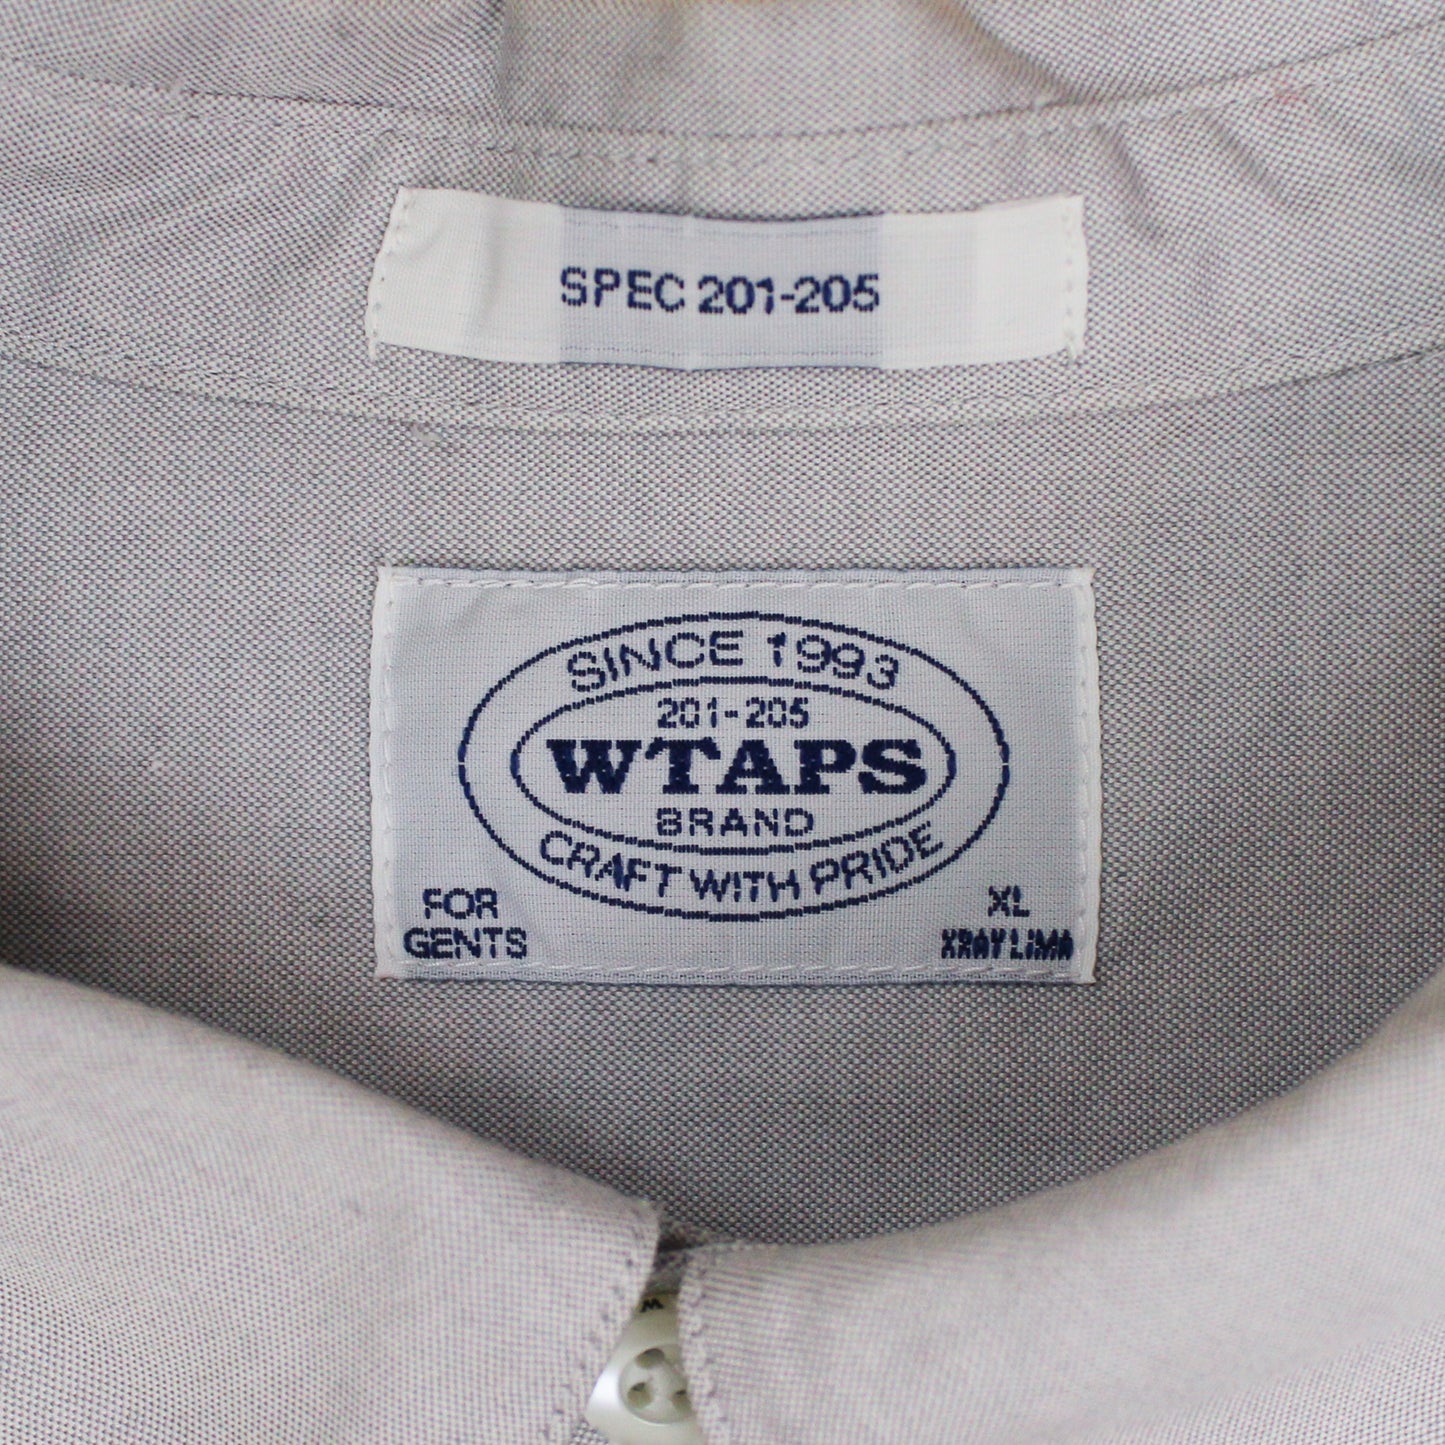 SPEC 201-205
SINCE 1993
201-205
WTAPS
BRAND
CRAFT WITH PRIDE
FOR
GENTS
XL
XRAY LIMA
W